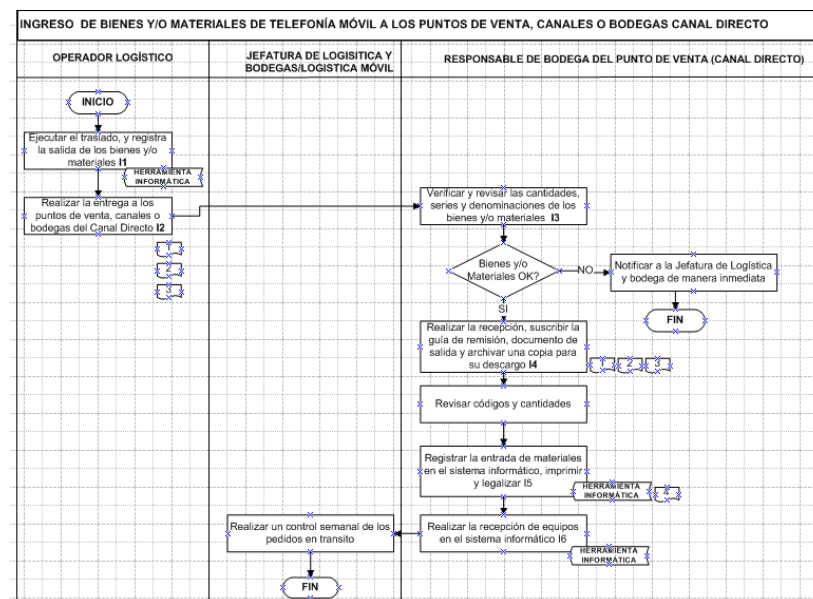 INGRESO DE BIENES Y/O MATERIALES DE TELEFONÍA MÓVIL A LOS PUNTOS DE VENTA, CANALES O BODEGAS CANAL DIRECTO
OPERADOR LOGÍSTICO
JEFATURA DE LOGISITICA Y
BODEGAS/LOGISTICA MÓVIL
RESPONSABLE DE BODEGA DEL PUNTO DE VENTA (CANAL DIRECTO)
INICIO
Ejecutar el traslado, y registra
la salida de los bienes y/o
materiales I1
HERRAMIENTA
INFORMÁTICA
Realizar la entrega a los
puntos de venta, canales o
bodegas del Canal Directo I2
1
2
3
Verificar y revisar las cantidades,
series y denominaciones de los
bienes y/o materiales I3
Bienes y/o
Materiales OK?
NO
Notificar a la Jefatura de Logística
y bodega de manera inmediata
FIN
SI
Realizar la recepción, suscribir la
guía de remisión, documento de
salida y archivar una copia para
su descargo I4
1 2 3
Revisar códigos y cantidades
Registrar la entrada de materiales
en el sistema informático, imprimir
y legalizar I5
HERRAMIENTA
INFORMÁTICA
4
Realizar la recepción de equipos
en el sistema informático I6
HERRAMIENTA
INFORMÁTICA
Realizar un control semanal de los
pedidos en transito
FIN